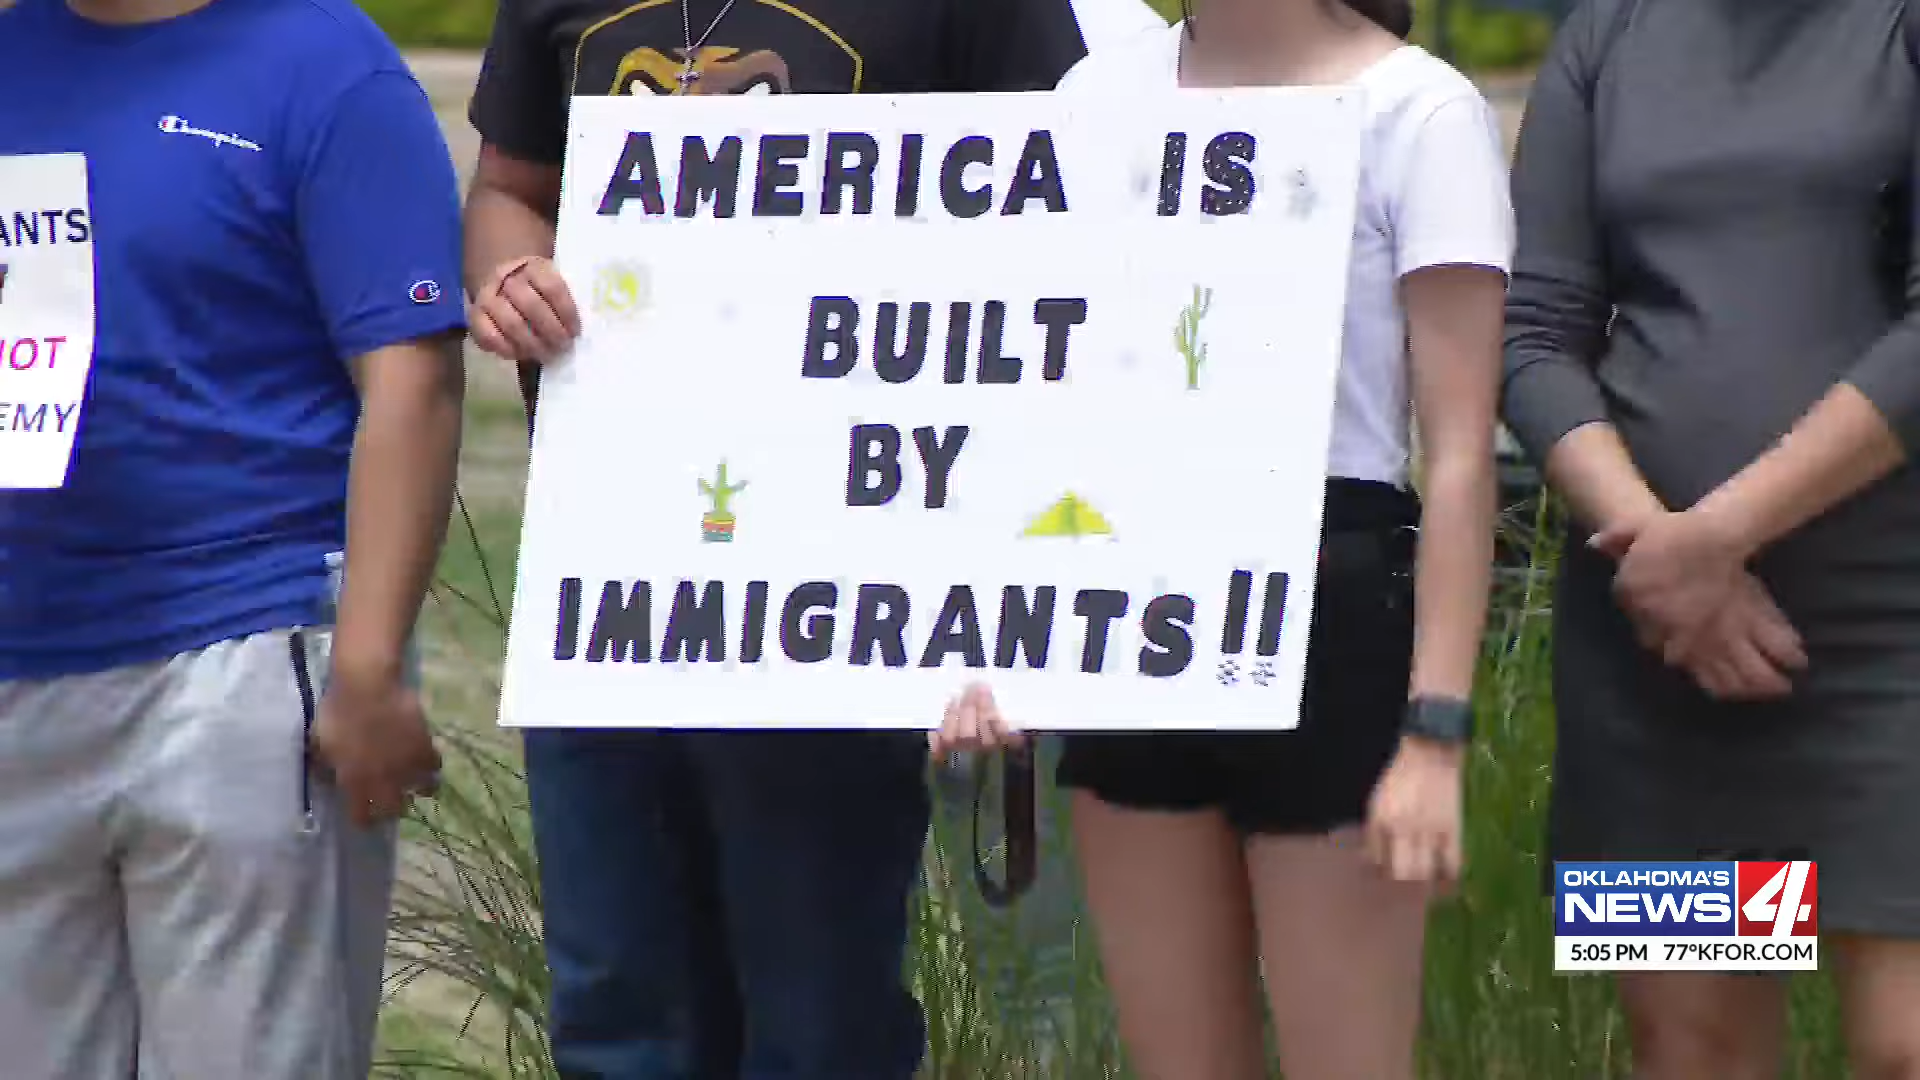 Champion
ANTS
NOT
EMY
AMERICA IS
BUILT
BY
IMMIGRANTS!!
OKLAHOMA'S
NEWS 4
5:05 PM 77° KFOR.COM